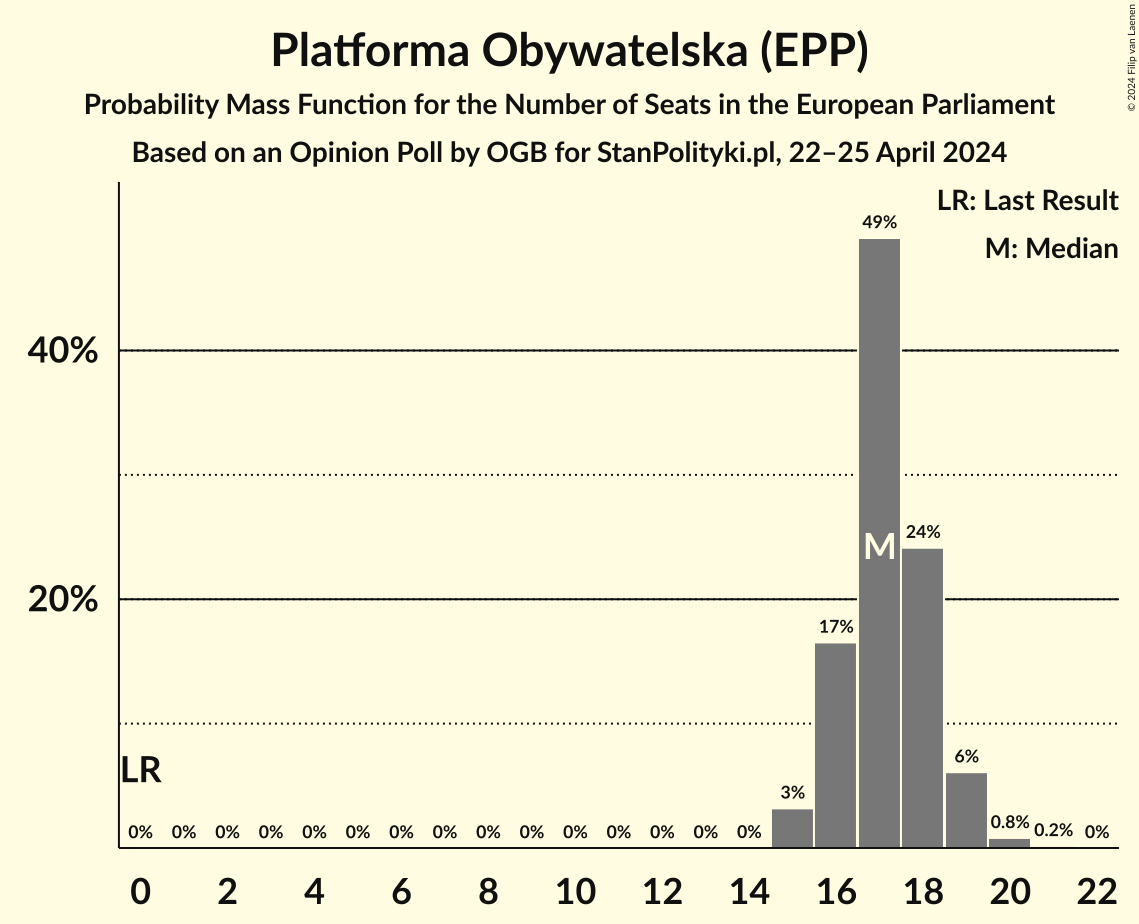 Platforma Obywatelska (EPP)
Probability Mass Function for the Number of Seats in the European Parliament
Based on an Opinion Poll by OGB for StanPolityki.pl, 22–25 April 2024
© 2024 Filip van Laenen
LR: Last Result
M: Median
49%
40%
M
24%
20%
17%
LR
6%
3%
0% 0% 0% 0% 0% 0% 0% 0% 0% 0% 0% 0% 0% 0% 0% 0.8% 0.2% 0%
0 2 4 6 8 10 12 14 16 18 20 22